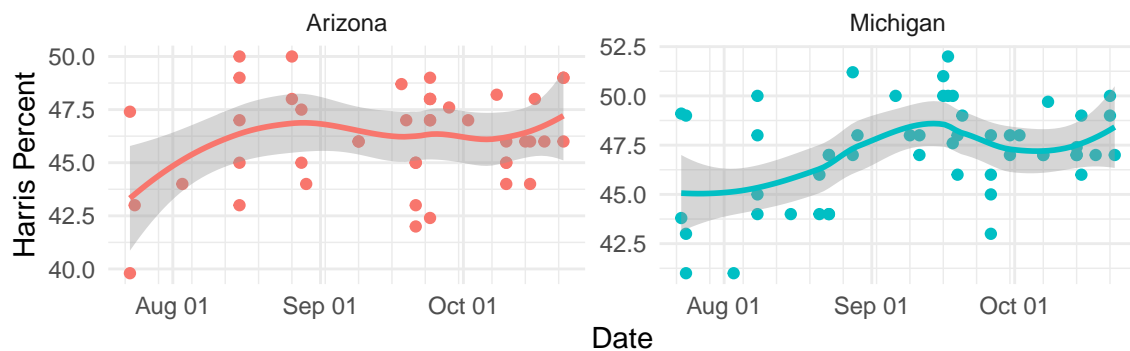 Arizona
Michigan
Harris Percent
50.0
47.5
45.0
42.5
40.0
52.5
50.0
47.5
45.0
42.5
Aug 01
Sep 01
Oct 01
Aug 01
Sep 01
Oct 01
Date